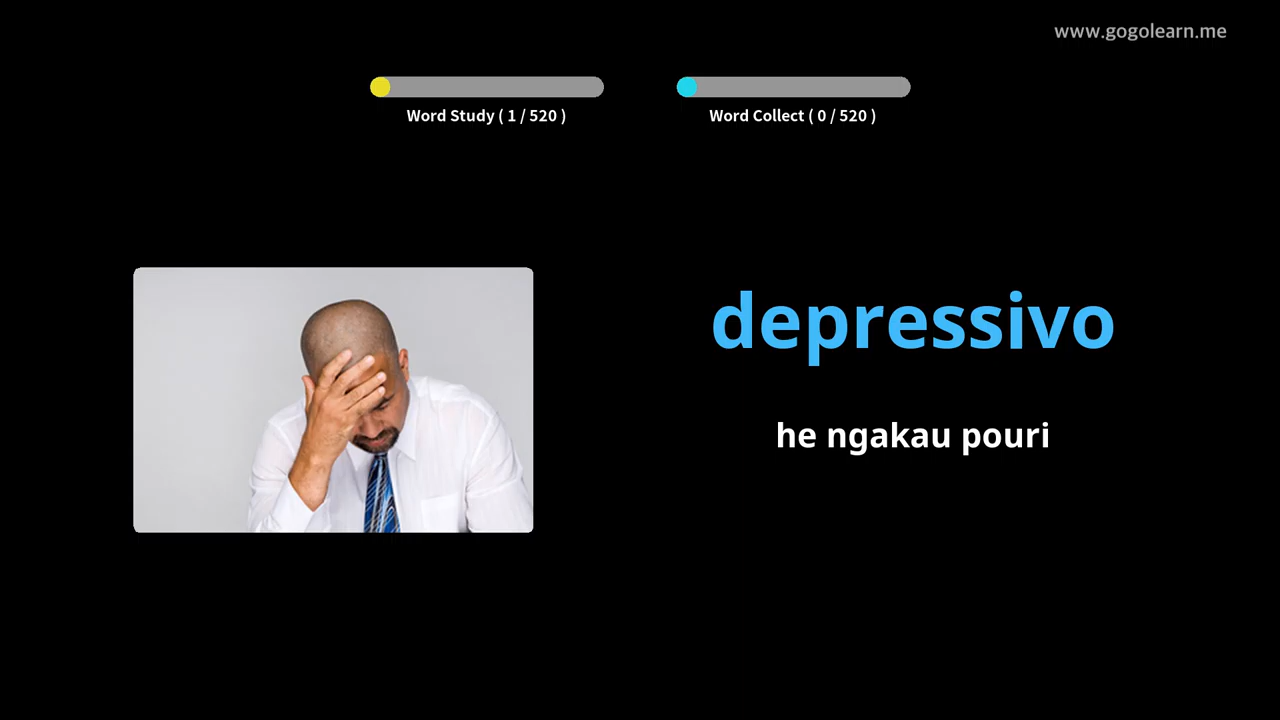 www.gogolearn.me
Word Study ( 1 / 520 )
Word Collect ( 0 / 520 )
depressivo
he ngakau pouri